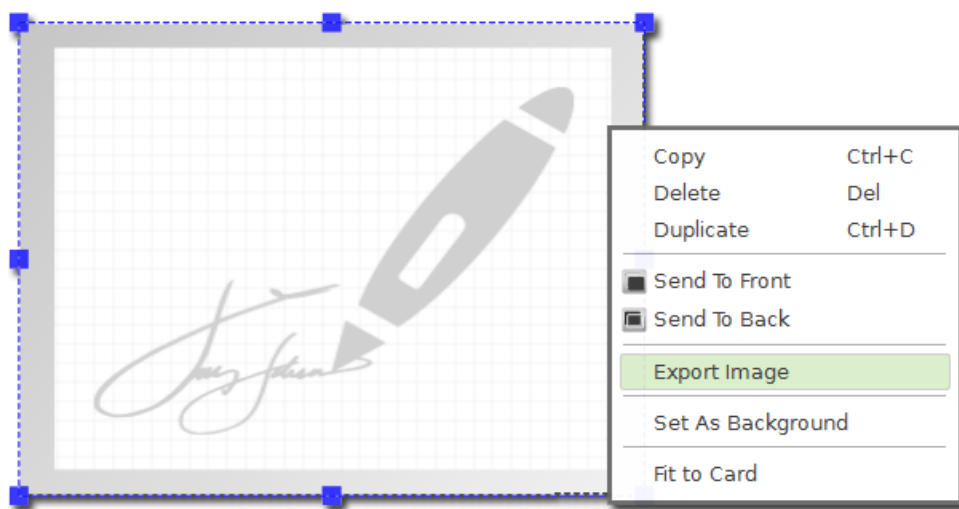 Copy Ctrl+C
Delete Del
Duplicate Ctrl+D
Send To Front
Send To Back
Export Image
Set As Background
Fit to Card